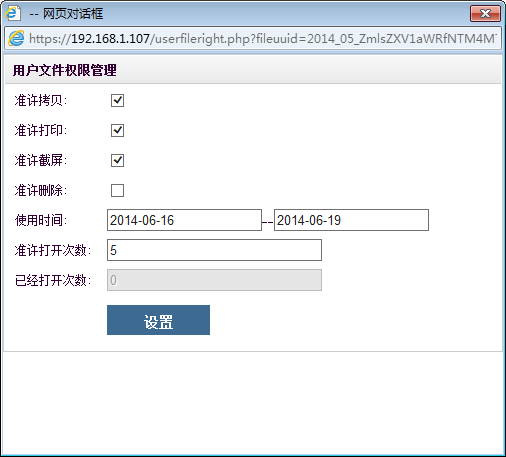 -- 网页对话框
https://192.168.1.107/userfileright.php?fileuuid=2014_05_ZmlsZXV1aWRfNTM4MT
用户文件权限管理
准许拷贝:
准许打印:
准许截屏:
准许删除:
使用时间: 2014-06-16--2014-06-19
准许打开次数: 5
已经打开次数: 0
设置